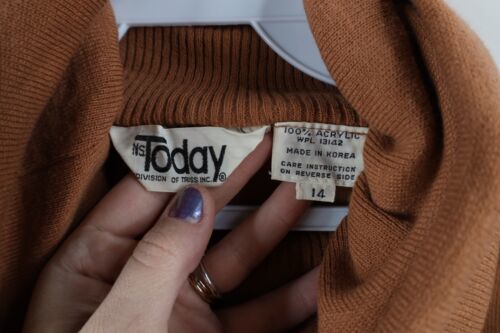 N.S. Today
DIVISION OF TRISS INC. ®
100% ACRYLIC
WPL 13142
MADE IN KOREA
CARE INSTRUCTION
ON REVERSE SIDE
14